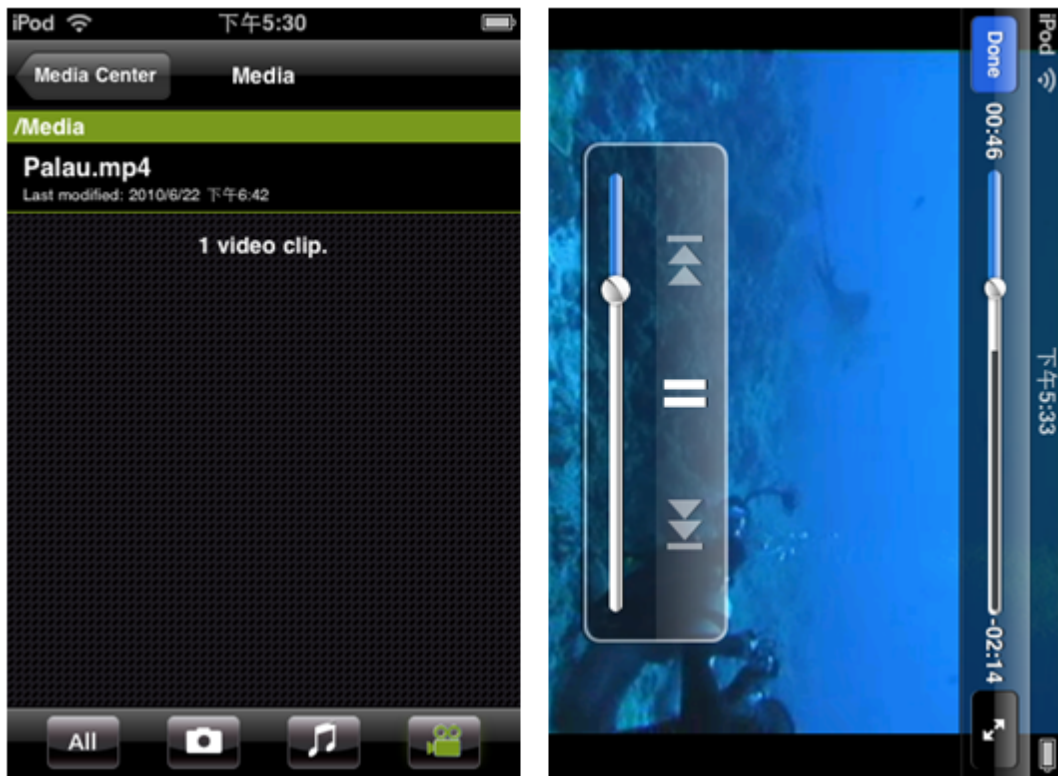 iPod 下午5:30
Media Center Media
/Media
Palau.mp4
Last modified: 2010/6/22 下午6:42
1 video clip.
All
iPod 下午5:33
Done 00:46 -02:14